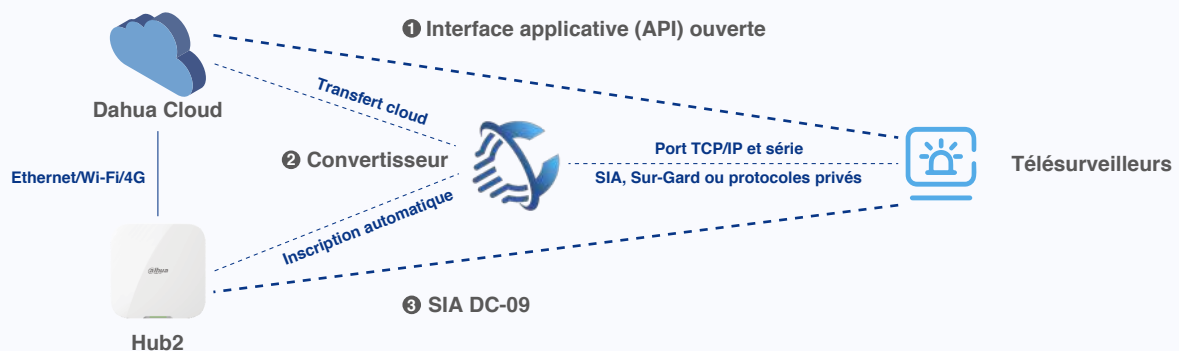 ❶ Interface applicative (API) ouverte
Transfert cloud
Dahua Cloud
❷ Convertisseur
Port TCP/IP et série
SIA, Sur-Gard ou protocoles privés
Télésurveilleurs
Ethernet/Wi-Fi/4G
Inscription automatique
alhua
❸ SIA DC-09
Hub2